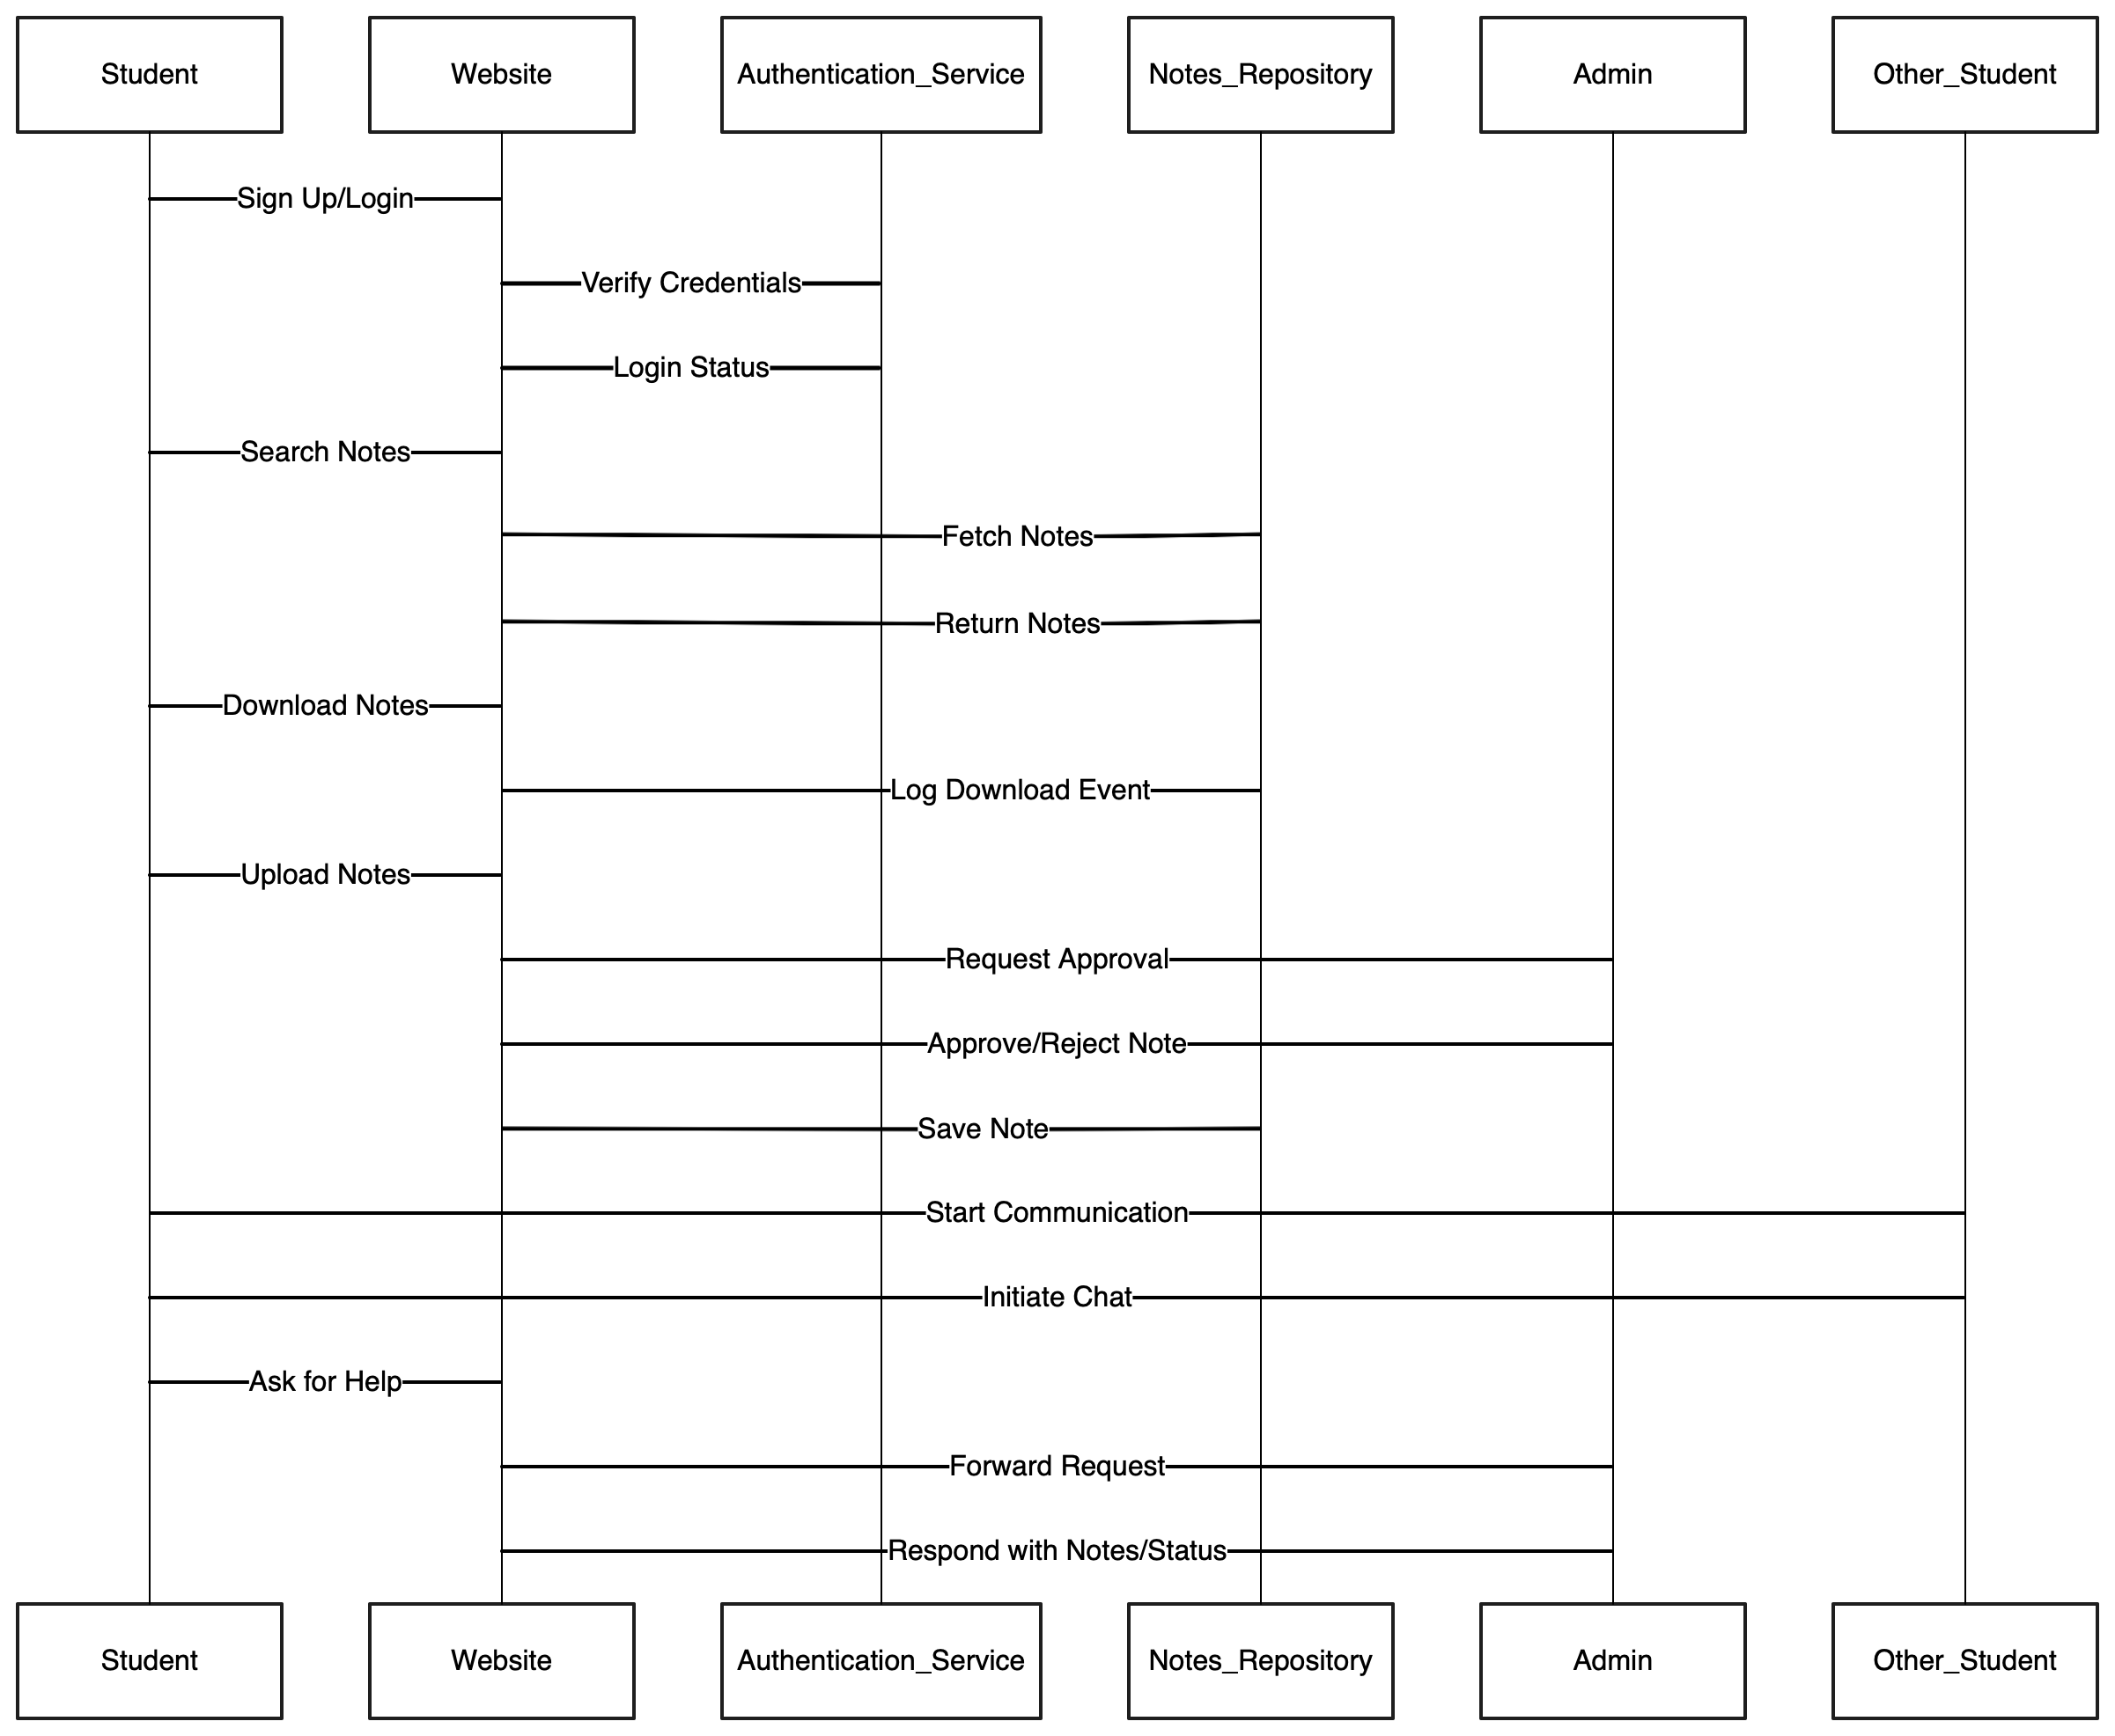 Student
Website
Authentication_Service
Notes_Repository
Admin
Other_Student
Sign Up/Login
Verify Credentials
Login Status
Search Notes
Fetch Notes
Return Notes
Download Notes
Log Download Event
Upload Notes
Request Approval
Approve/Reject Note
Save Note
Start Communication
Initiate Chat
Ask for Help
Forward Request
Respond with Notes/Status
Student
Website
Authentication_Service
Notes_Repository
Admin
Other_Student